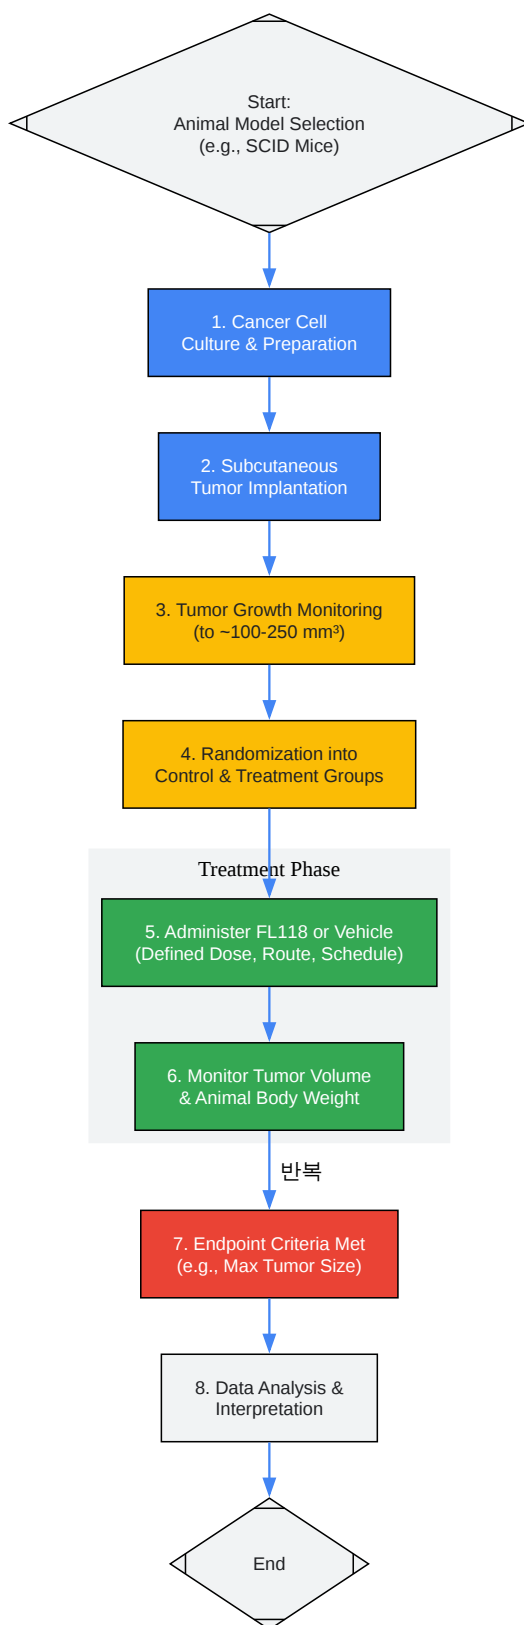 Start:
Animal Model Selection
(e.g., SCID Mice)
1. Cancer Cell
Culture & Preparation
2. Subcutaneous
Tumor Implantation
3. Tumor Growth Monitoring
(to ~100-250 mm³)
4. Randomization into
Control & Treatment Groups
Treatment Phase
5. Administer FL118 or Vehicle
(Defined Dose, Route, Schedule)
6. Monitor Tumor Volume
& Animal Body Weight
반복
7. Endpoint Criteria Met
(e.g., Max Tumor Size)
8. Data Analysis &
Interpretation
End